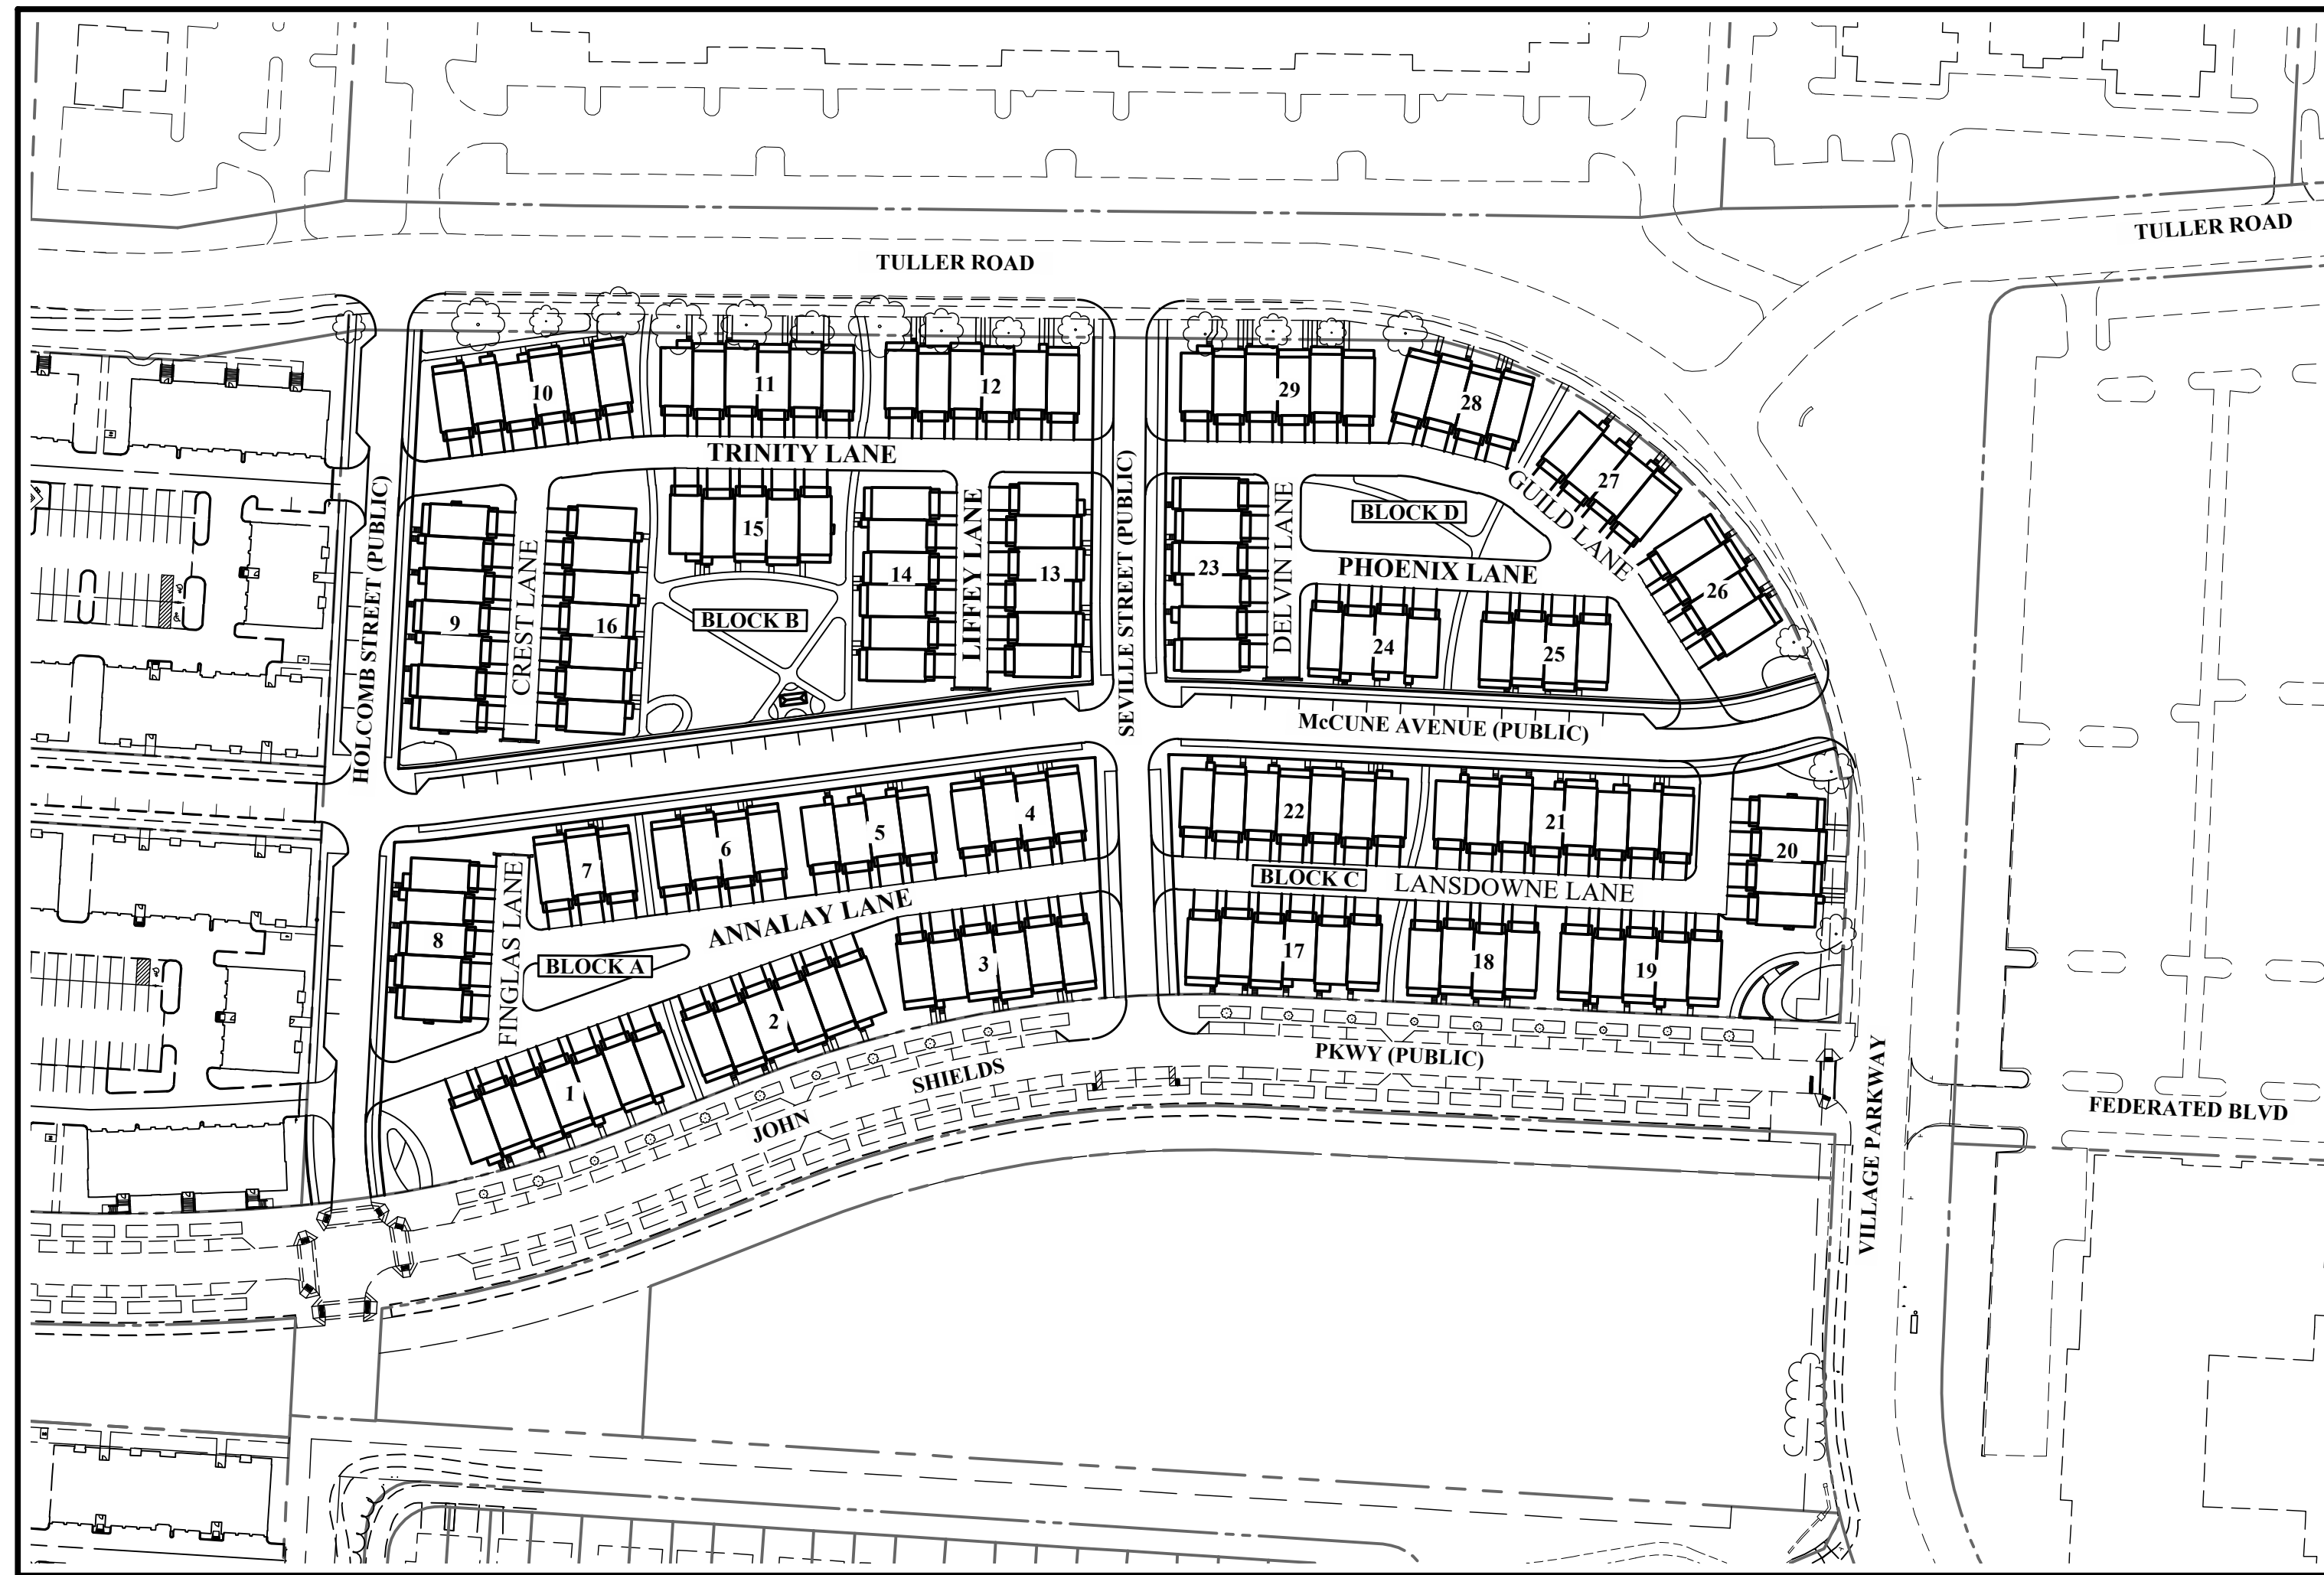 TULLER ROAD
TULLER ROAD
10
11
12
29
28
TRINITY LANE
27
GUILD LANE
HOLCOMB STREET (PUBLIC)
9
CREST LANE
16
15
BLOCK B
14
LIFFEY LANE
13
SEVILLE STREET (PUBLIC)
23
DELVIN LANE
BLOCK D
PHOENIX LANE
24
25
26
McCUNE AVENUE (PUBLIC)
8
FINGLAS LANE
7
6
5
4
22
21
20
BLOCK C
LANSDOWNE LANE
ANNALAY LANE
BLOCK A
1
2
3
17
18
19
JOHN
SHIELDS
PKWY (PUBLIC)
VILLAGE PARKWAY
FEDERATED BLVD